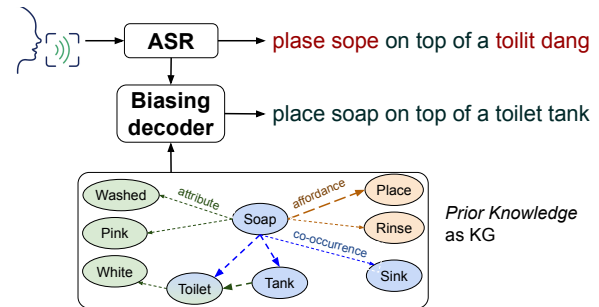 ASR
plase sope on top of a toilit dang
Biasing
decoder
place soap on top of a toilet tank
Washed
attribute
affordance
Place
Soap
Pink
Rinse
co-occurrence
White
Toilet
Tank
Sink
Prior Knowledge
as KG